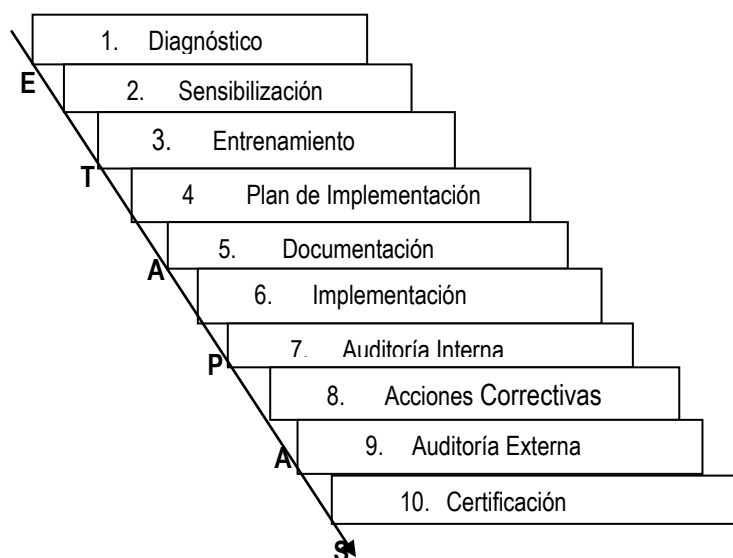 1. Diagnóstico
E
2. Sensibilización
3. Entrenamiento
T
4 Plan de Implementación
5. Documentación
A
6. Implementación
7. Auditoría Interna
P
8. Acciones Correctivas
9. Auditoría Externa
A
10. Certificación
S